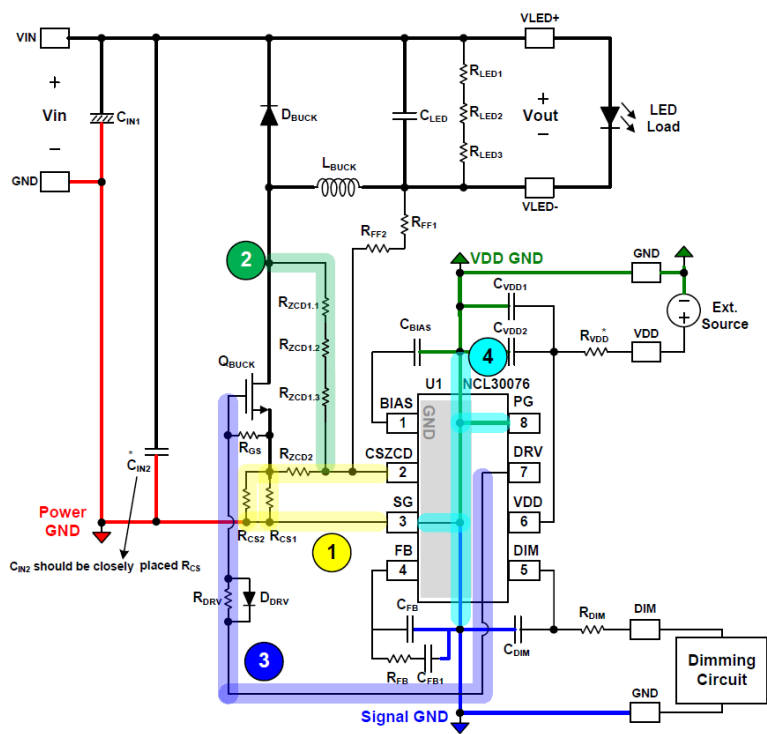 VIN
VLED+
+
Vin
−
CIN1
DBUCK
CLED
RLED1
RLED2
RLED3
+
Vout
−
LED
Load
LBUCK
GND
VLED-
RFF2
RFF1
2
VDD GND
GND
CVDD1
RZCD1.1
RZCD1.2
RZCD1.3
CBIAS
CVDD2
RVDD*
VDD
−
+
Ext.
Source
4
QBUCK
U1
NCL30076
BIAS
1
GND
PG
8
RGS
RZCD2
CSZCD
2
DRV
7
*
CIN2
Power
GND
SG
3
VDD
6
RCS2
RCS1
1
CIN2 should be closely placed RCS
FB
4
DIM
5
RDRV
DDRV
CFB
RDIM
DIM
3
RFB
CFB1
CDIM
Dimming
Circuit
Signal GND
GND